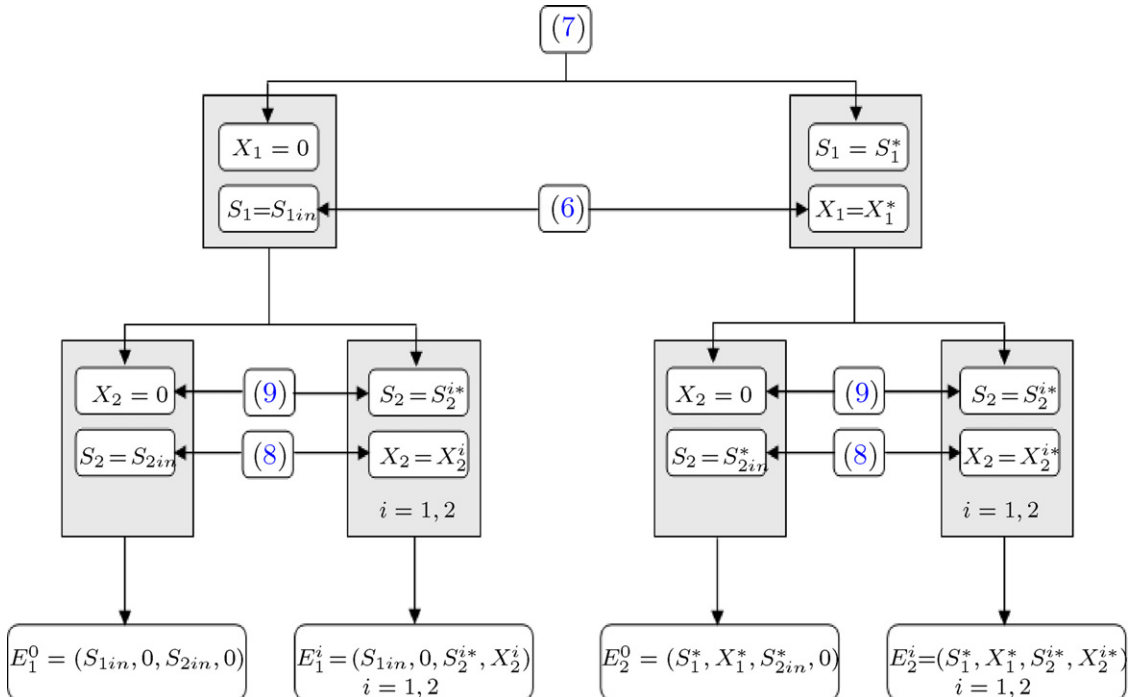 (7)
X_1 = 0
S_1 = S_1^*
S_1=S_{1in}
(6)
X_1=X_1^*
X_2 = 0
(9)
S_2 = S_2^{i*}
X_2 = 0
(9)
S_2 = S_2^{i*}
S_2 = S_{2in}
(8)
X_2 = X_2^i
S_2 = S_{2in}^*
(8)
X_2 = X_2^{i*}
i = 1, 2
i = 1, 2
E_1^0 = (S_{1in}, 0, S_{2in}, 0)
E_1^i = (S_{1in}, 0, S_2^{i*}, X_2^i)
i = 1, 2
E_2^0 = (S_1^*, X_1^*, S_{2in}^*, 0)
E_2^i=(S_1^*, X_1^*, S_2^{i*}, X_2^{i*})
i = 1, 2